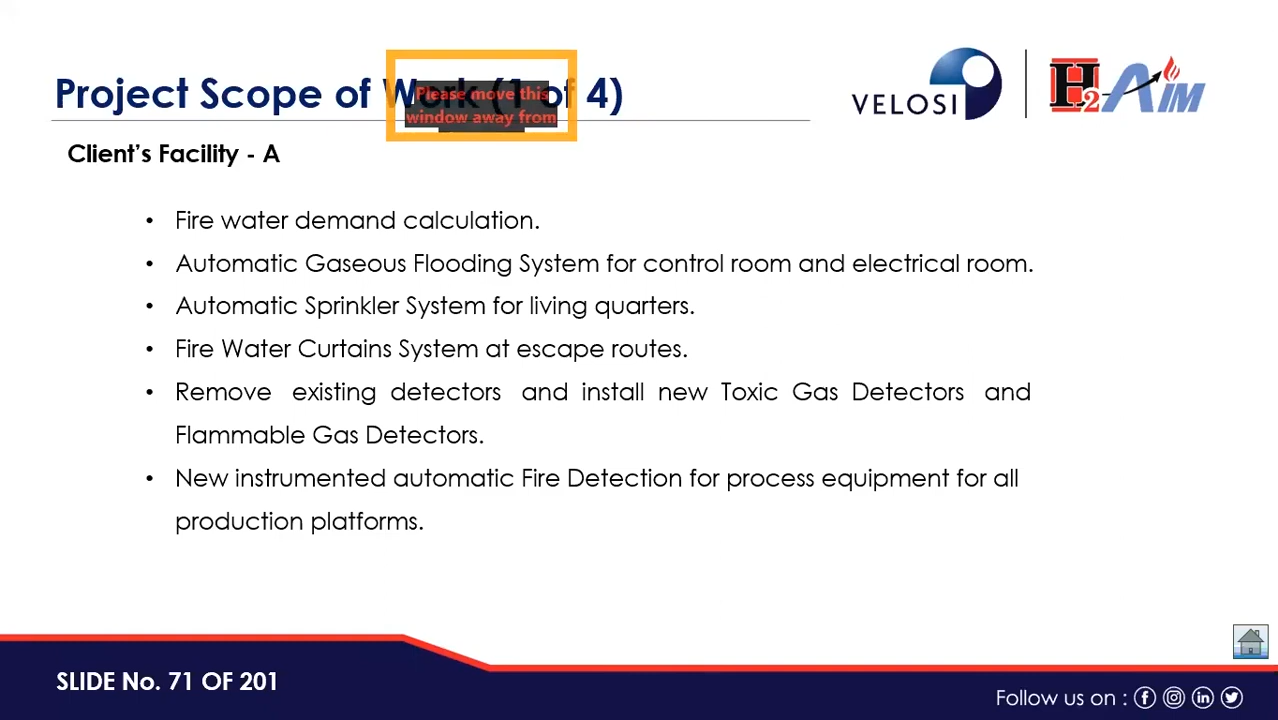 Project Scope of Work (1 of 4)
Please move this
window away from
VELOSI
H2AIM
Client's Facility - A
• Fire water demand calculation.
• Automatic Gaseous Flooding System for control room and electrical room.
• Automatic Sprinkler System for living quarters.
• Fire Water Curtains System at escape routes.
• Remove existing detectors and install new Toxic Gas Detectors and
Flammable Gas Detectors.
• New instrumented automatic Fire Detection for process equipment for all
production platforms.
SLIDE No. 71 OF 201
Follow us on :